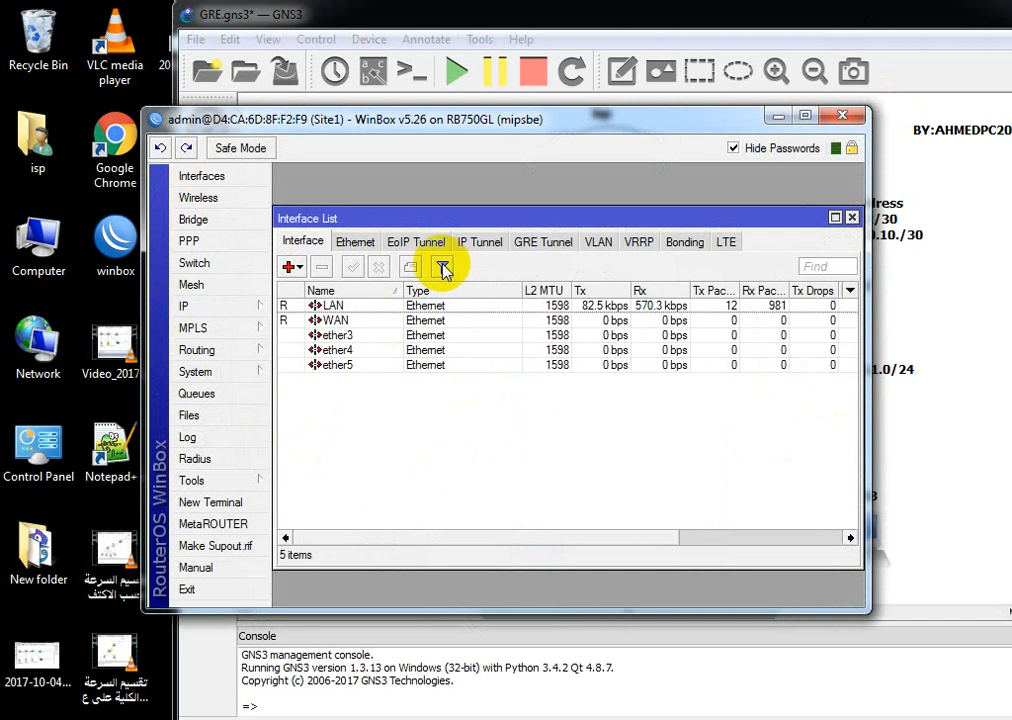 GRE.gns3* — GNS3
File Edit View Control Device Annotate Tools Help
Recycle Bin
VLC media player
20
isp
Google Chrome
Computer
winbox
Network
Video_2017
Control Panel
Notepad+
New folder
تقسيم السرعة
حسب الاكتف
2017-10-04...
تقسيم السرعة
الكلية على ع...
BY:AHMEDPC20
ress
/30
0.10./30
1.0/24
3
admin@D4:CA:6D:8F:F2:F9 (Site1) - WinBox v5.26 on RB750GL (mipsbe)
Safe Mode
Hide Passwords
RouterOS WinBox
Interfaces
Wireless
Bridge
PPP
Switch
Mesh
IP
MPLS
Routing
System
Queues
Files
Log
Radius
Tools
New Terminal
MetaROUTER
Make Supout.rif
Manual
Exit
Interface List
Interface Ethernet EoIP Tunnel IP Tunnel GRE Tunnel VLAN VRRP Bonding LTE
Find
Name Type L2 MTU Tx Rx Tx Pac... Rx Pac... Tx Drops
R LAN Ethernet 1598 82.5 kbps 570.3 kbps 12 981 0
R WAN Ethernet 1598 0 bps 0 bps 0 0 0
ether3 Ethernet 1598 0 bps 0 bps 0 0 0
ether4 Ethernet 1598 0 bps 0 bps 0 0 0
ether5 Ethernet 1598 0 bps 0 bps 0 0 0
5 items
Console
GNS3 management console.
Running GNS3 version 1.3.13 on Windows (32-bit) with Python 3.4.2 Qt 4.8.7.
Copyright (c) 2006-2017 GNS3 Technologies.
=>